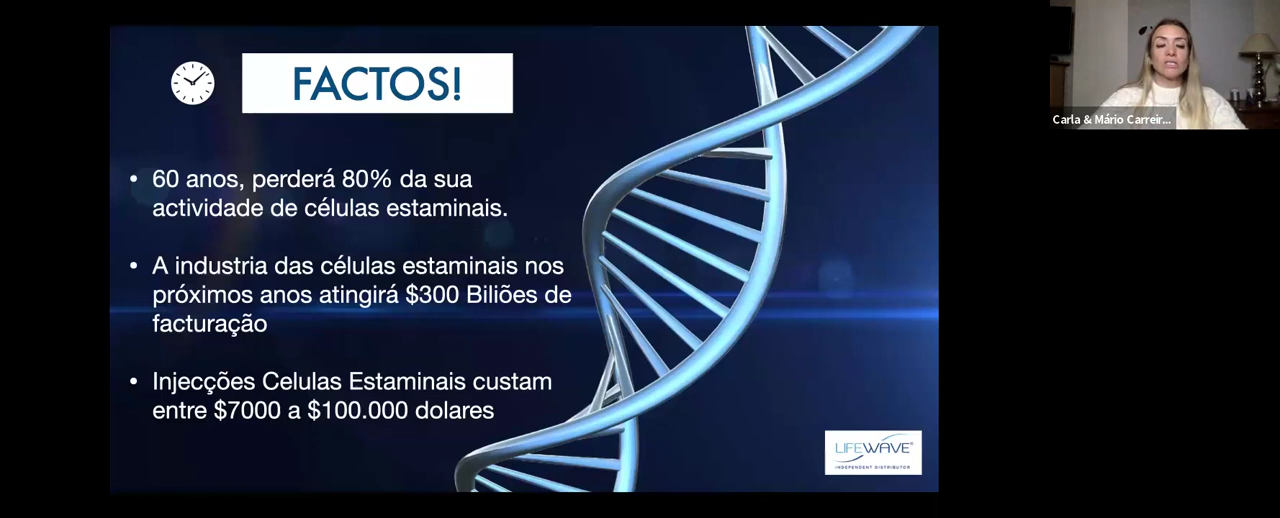 FACTOS!
• 60 anos, perderá 80% da sua
actividade de células estaminais.
• A industria das células estaminais nos
próximos anos atingirá $300 Biliões de
facturação
• Injecções Celulas Estaminais custam
entre $7000 a $100.000 dolares
LIFEWAVE®
INDEPENDENT DISTRIBUTOR
Carla & Mário Carreir...